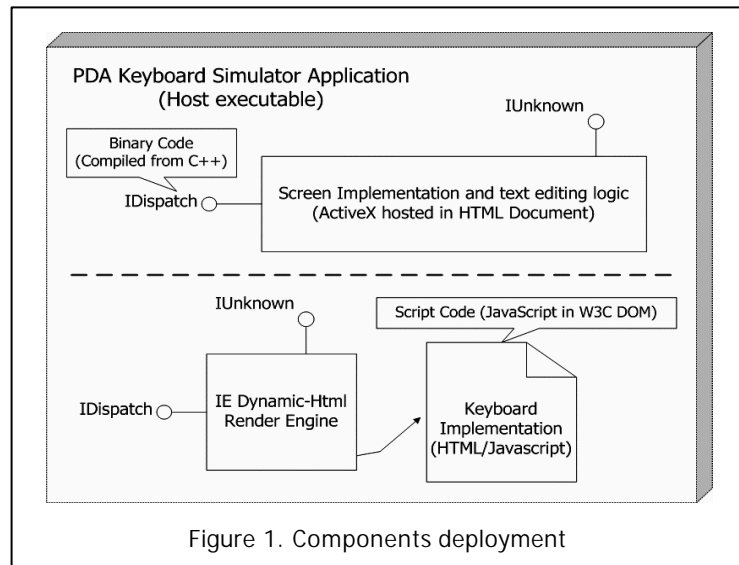 PDA Keyboard Simulator Application
(Host executable)
IUnknown
Binary Code
(Compiled from C++)
IDispatch
Screen Implementation and text editing logic
(ActiveX hosted in HTML Document)
IUnknown
Script Code (JavaScript in W3C DOM)
IDispatch
IE Dynamic-Html
Render Engine
Keyboard
Implementation
(HTML/Javascript)
Figure 1. Components deployment